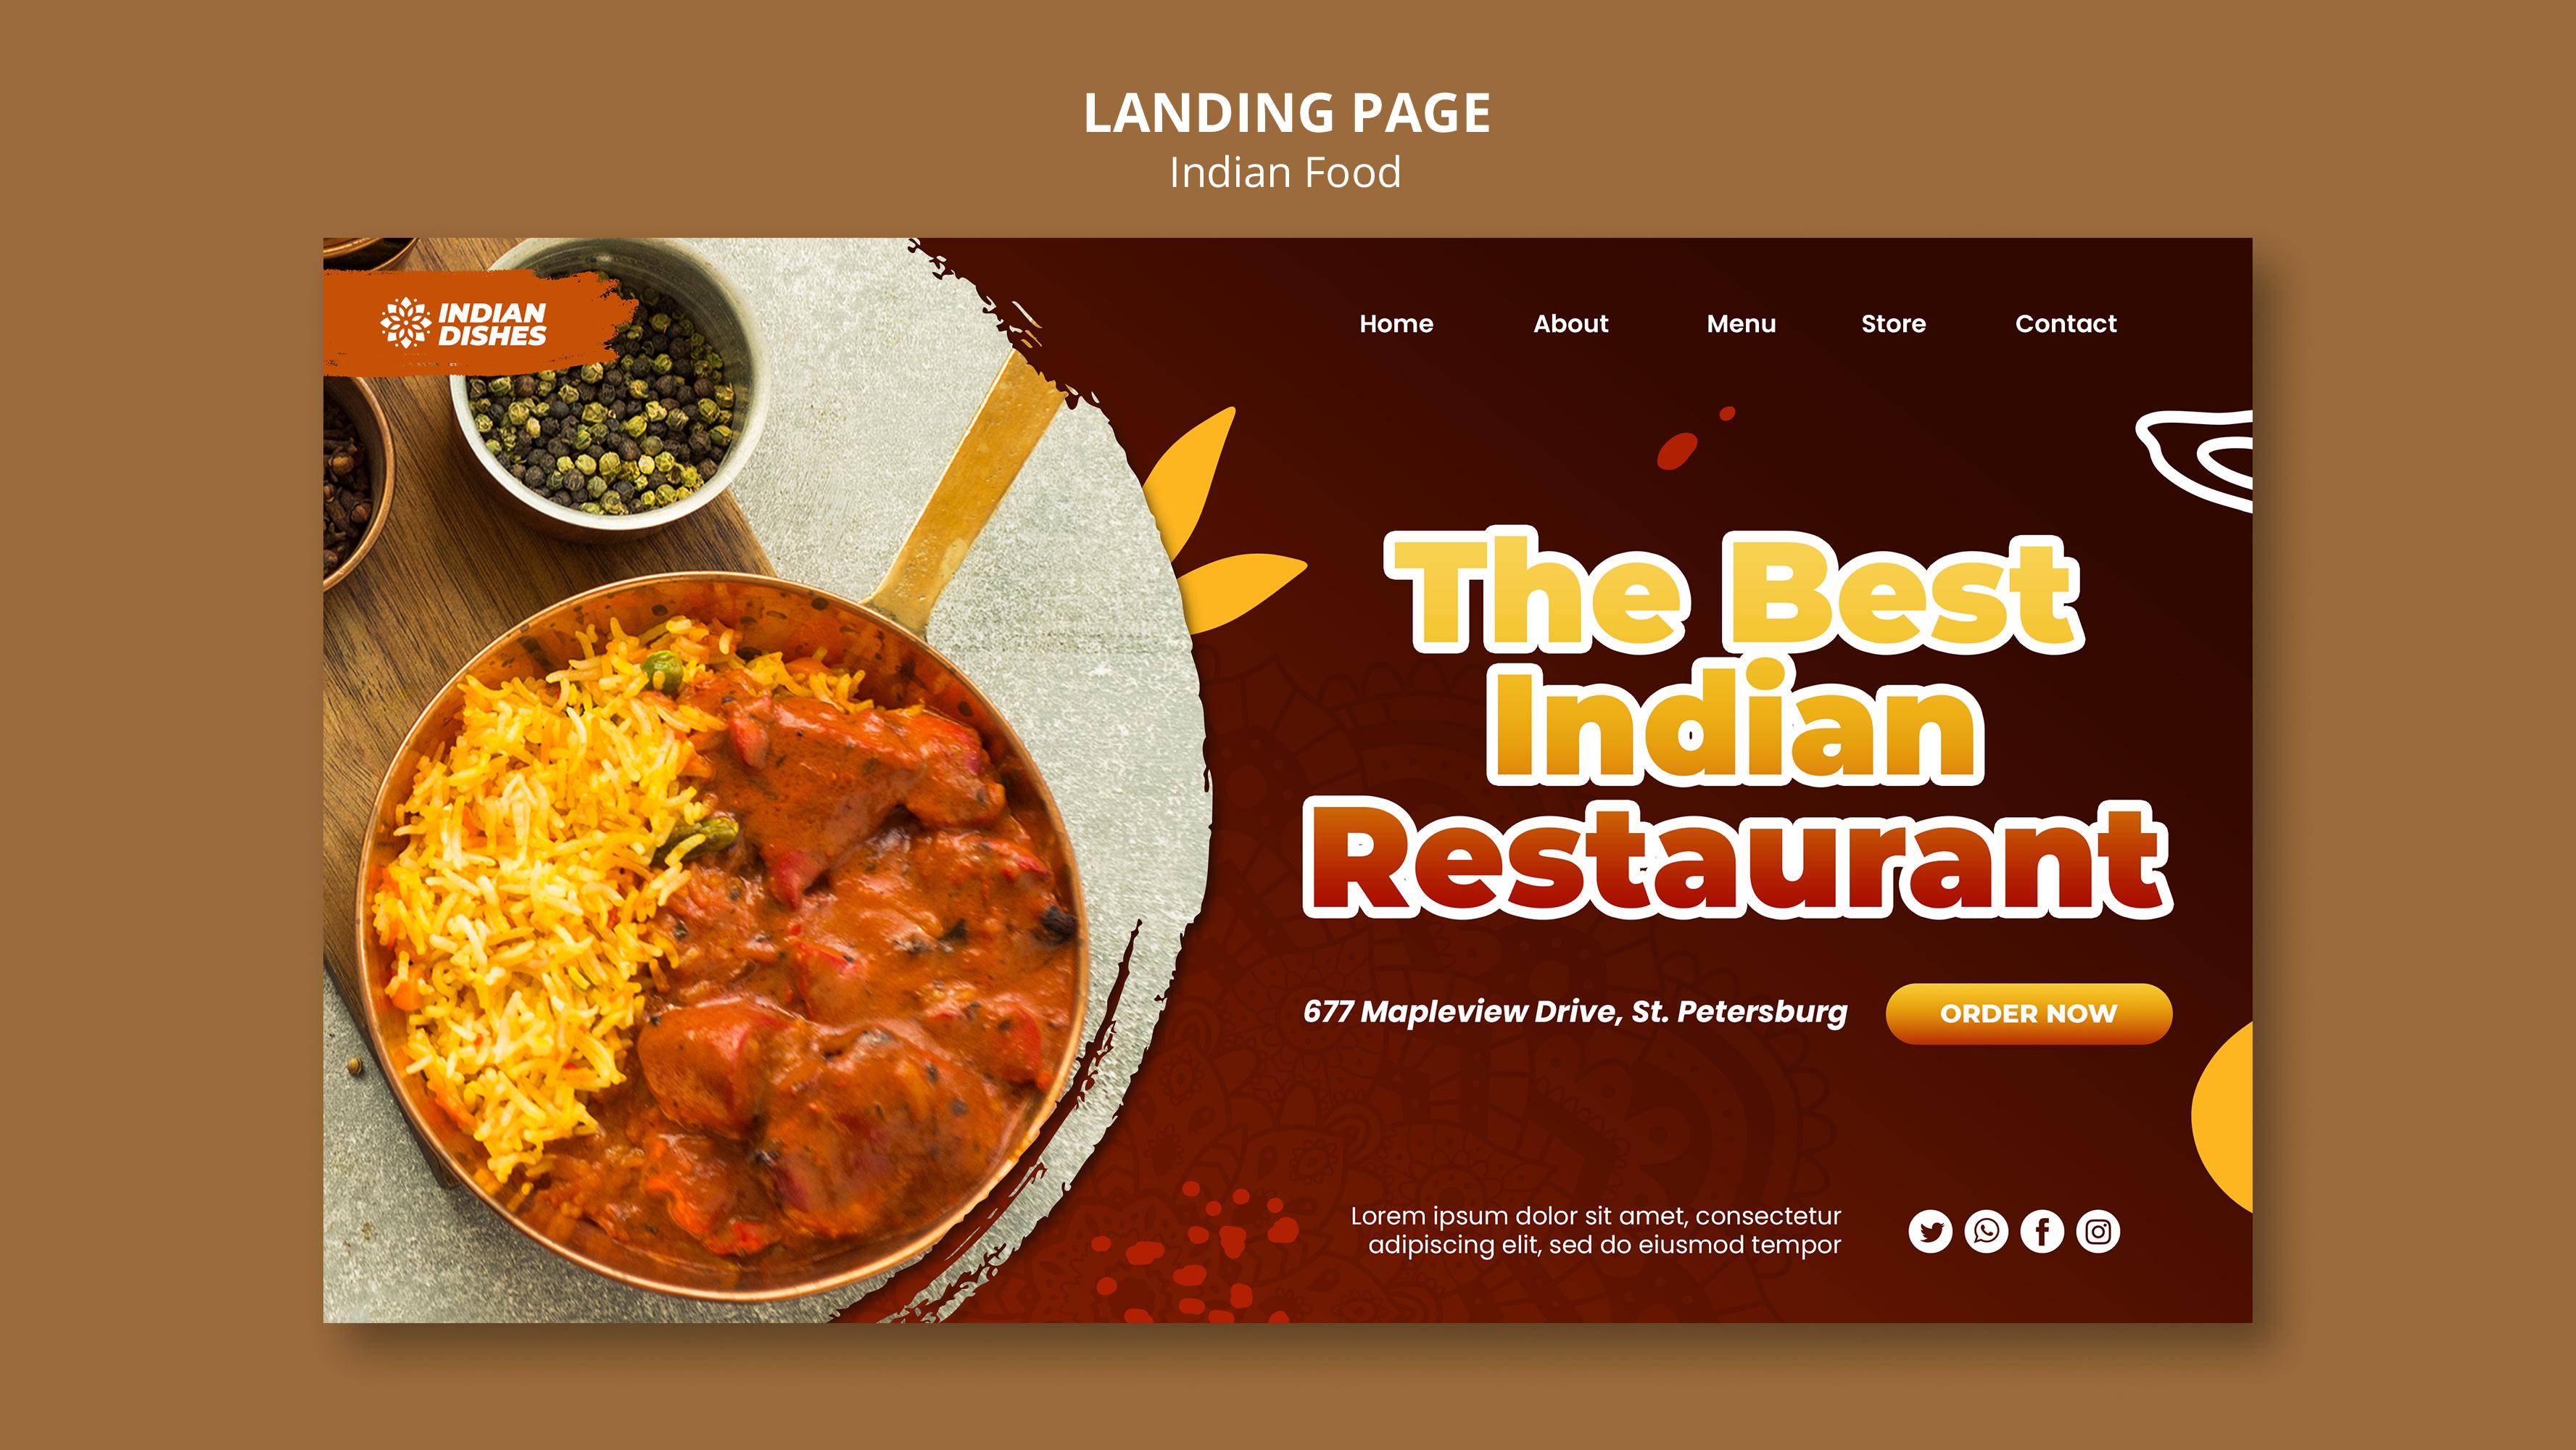 LANDING PAGE
Indian Food
INDIAN
DISHES
Home About Menu Store Contact
The Best
Indian
Restaurant
677 Mapleview Drive, St. Petersburg
ORDER NOW
Lorem ipsum dolor sit amet, consectetur
adipiscing elit, sed do eiusmod tempor